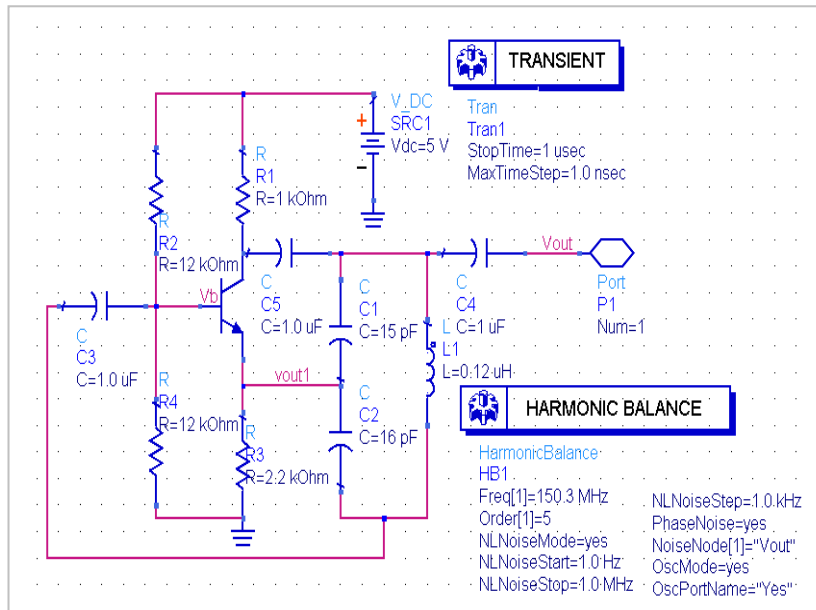 TRANSIENT
Tran
Tran1
StopTime=1 usec
MaxTimeStep=1.0 nsec
V_DC
SRC1
Vdc=5 V
+
−
R
R1
R=1 kOhm
R
R2
R=12 kOhm
Vb
C
C5
C=1.0 uF
C
C3
C=1.0 uF
C
C1
C=15 pF
C
C4
C=1 uF
Vout
Port
P1
Num=1
L
L1
L=0.12 uH
vout1
C
C2
C=16 pF
R
R4
R=12 kOhm
R
R3
R=2.2 kOhm
HARMONIC BALANCE
HarmonicBalance
HB1
Freq[1]=150.3 MHz
Order[1]=5
NLNoiseMode=yes
NLNoiseStart=1.0 Hz
NLNoiseStop=1.0 MHz
NLNoiseStep=1.0 kHz
PhaseNoise=yes
NoiseNode[1]="Vout"
OscMode=yes
OscPortName="Yes"